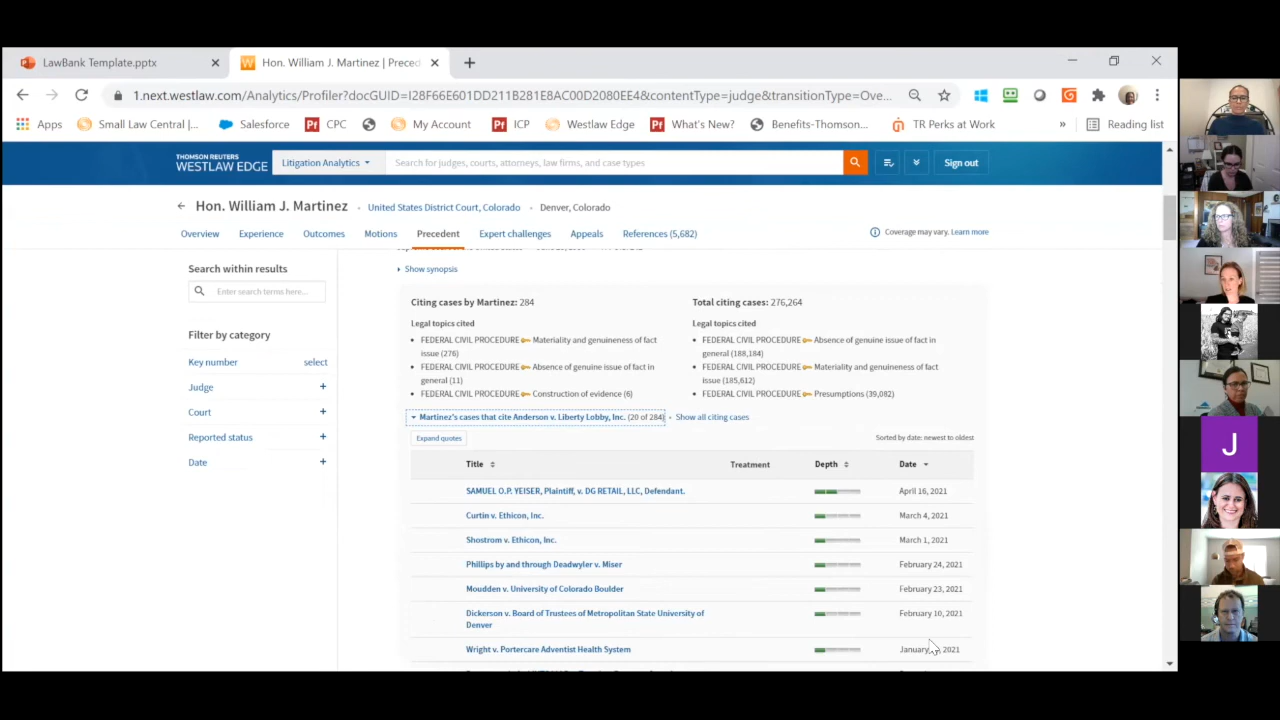 LawBank Template.pptx
Hon. William J. Martinez | Preced
1.next.westlaw.com/Analytics/Profiler?docGUID=I28F66E601DD211B281E8AC00D2080EE4&contentType=judge&transitionType=Ove...
Apps Small Law Central |... Salesforce CPC My Account ICP Westlaw Edge What's New? Benefits-Thomson... TR Perks at Work » Reading list
THOMSON REUTERS
WESTLAW EDGE
Litigation Analytics
Search for judges, courts, attorneys, law firms, and case types
Sign out
Hon. William J. Martinez • United States District Court, Colorado • Denver, Colorado
Overview Experience Outcomes Motions Precedent Expert challenges Appeals References (5,682)
Coverage may vary. Learn more
Search within results
Enter search terms here...
Filter by category
Key number select
Judge +
Court +
Reported status +
Date +
Show synopsis
Citing cases by Martinez: 284
Legal topics cited
• FEDERAL CIVIL PROCEDURE Materiality and genuineness of fact
issue (276)
• FEDERAL CIVIL PROCEDURE Absence of genuine issue of fact in
general (11)
• FEDERAL CIVIL PROCEDURE Construction of evidence (6)
Total citing cases: 276,264
Legal topics cited
• FEDERAL CIVIL PROCEDURE Absence of genuine issue of fact in
general (188,184)
• FEDERAL CIVIL PROCEDURE Materiality and genuineness of fact
issue (185,612)
• FEDERAL CIVIL PROCEDURE Presumptions (39,082)
Martinez's cases that cite Anderson v. Liberty Lobby, Inc. (20 of 284) • Show all citing cases
Expand quotes
Sorted by date: newest to oldest
Title Treatment Depth Date
SAMUEL O.P. YEISER, Plaintiff, v. DG RETAIL, LLC, Defendant. April 16, 2021
Curtin v. Ethicon, Inc. March 4, 2021
Shostrom v. Ethicon, Inc. March 1, 2021
Phillips by and through Deadwyler v. Miser February 24, 2021
Moudden v. University of Colorado Boulder February 23, 2021
Dickerson v. Board of Trustees of Metropolitan State University of
Denver February 10, 2021
Wright v. Portercare Adventist Health System January 2021
J